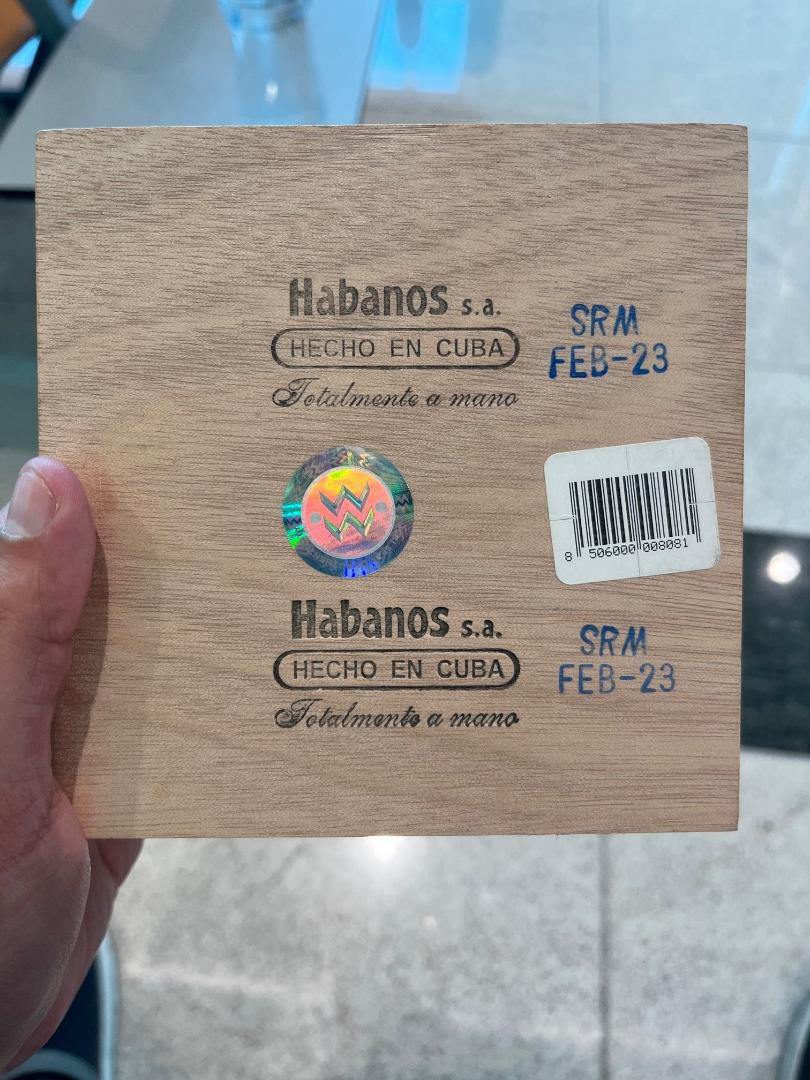 Habanos s.a.
HECHO EN CUBA
Totalmente a mano
SRM
FEB-23
8 506000 008081
Habanos s.a.
HECHO EN CUBA
Totalmente a mano
SRM
FEB-23